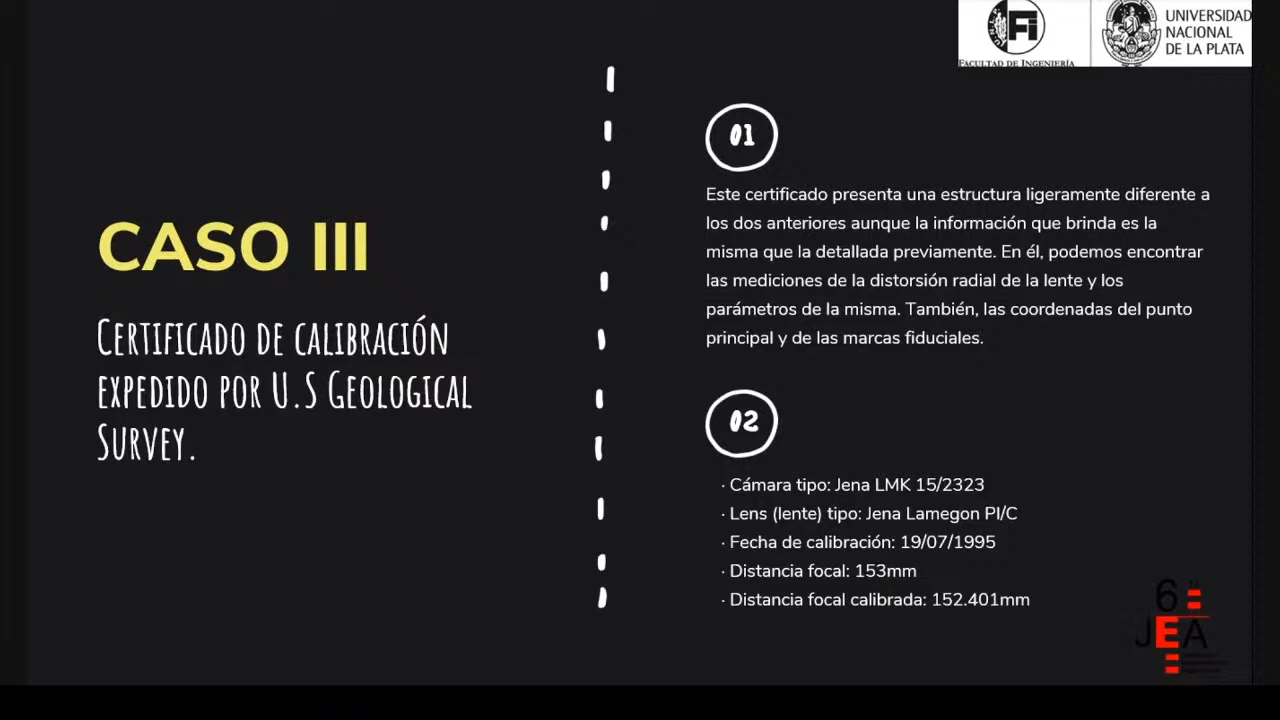 FACULTAD DE INGENIERÍA
UNIVERSIDAD
NACIONAL
DE LA PLATA
CASO III
Certificado de calibración
expedido por U.S Geological
Survey.
01
Este certificado presenta una estructura ligeramente diferente a
los dos anteriores aunque la información que brinda es la
misma que la detallada previamente. En él, podemos encontrar
las mediciones de la distorsión radial de la lente y los
parámetros de la misma. También, las coordenadas del punto
principal y de las marcas fiduciales.
02
· Cámara tipo: Jena LMK 15/2323
· Lens (lente) tipo: Jena Lamegon PI/C
· Fecha de calibración: 19/07/1995
· Distancia focal: 153mm
· Distancia focal calibrada: 152.401mm
6
JEA